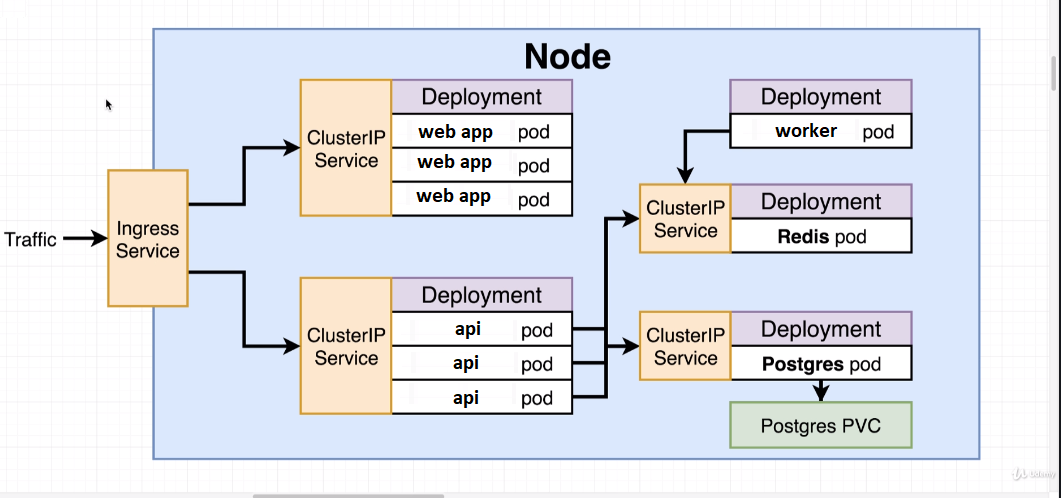 Node
Traffic
Ingress
Service
ClusterIP
Service
Deployment
web app pod
web app pod
web app pod
ClusterIP
Service
Deployment
api pod
api pod
api pod
Deployment
worker pod
ClusterIP
Service
Deployment
Redis pod
ClusterIP
Service
Deployment
Postgres pod
Postgres PVC
Udemy